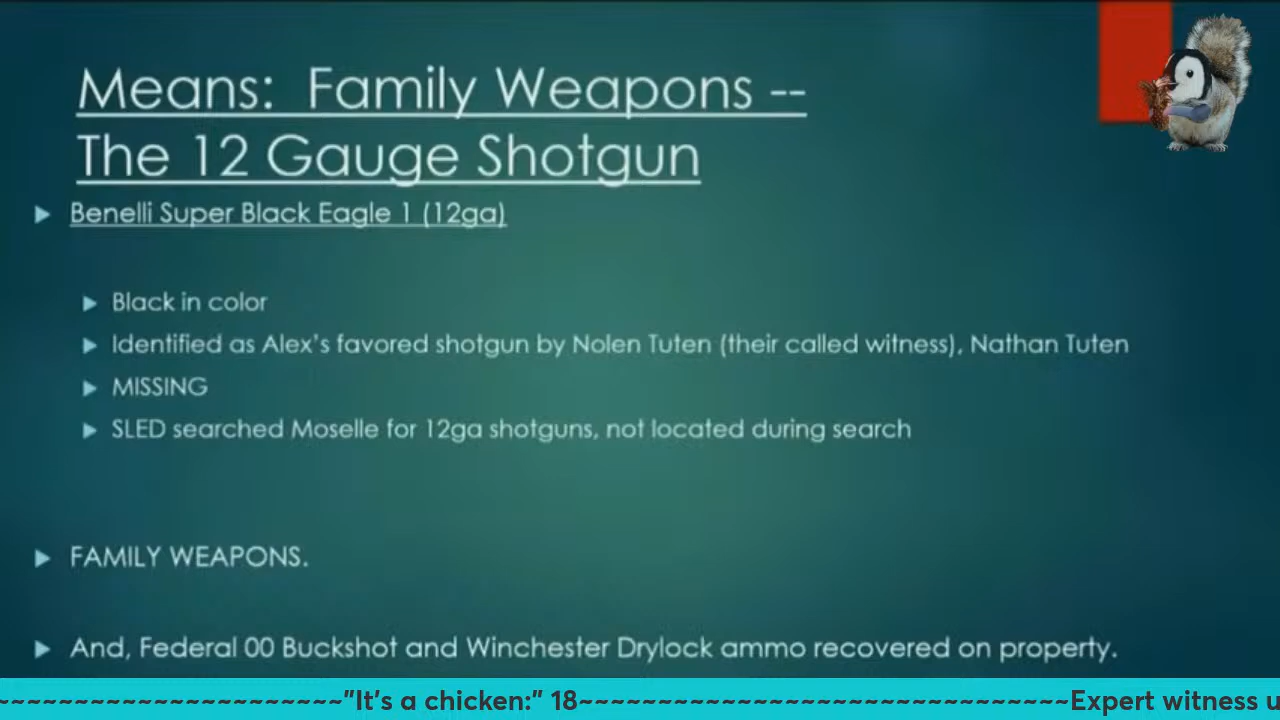 Means:  Family Weapons --
The 12 Gauge Shotgun
Benelli Super Black Eagle 1 (12ga)
Black in color
Identified as Alex's favored shotgun by Nolen Tuten (their called witness), Nathan Tuten
MISSING
SLED searched Moselle for 12ga shotguns, not located during search
FAMILY WEAPONS.
And, Federal 00 Buckshot and Winchester Drylock ammo recovered on property.
~~~~~~~~~~~~~~~~~~~~~~~"It's a chicken:" 18~~~~~~~~~~~~~~~~~~~~~~~~~~~~~~~Expert witness u